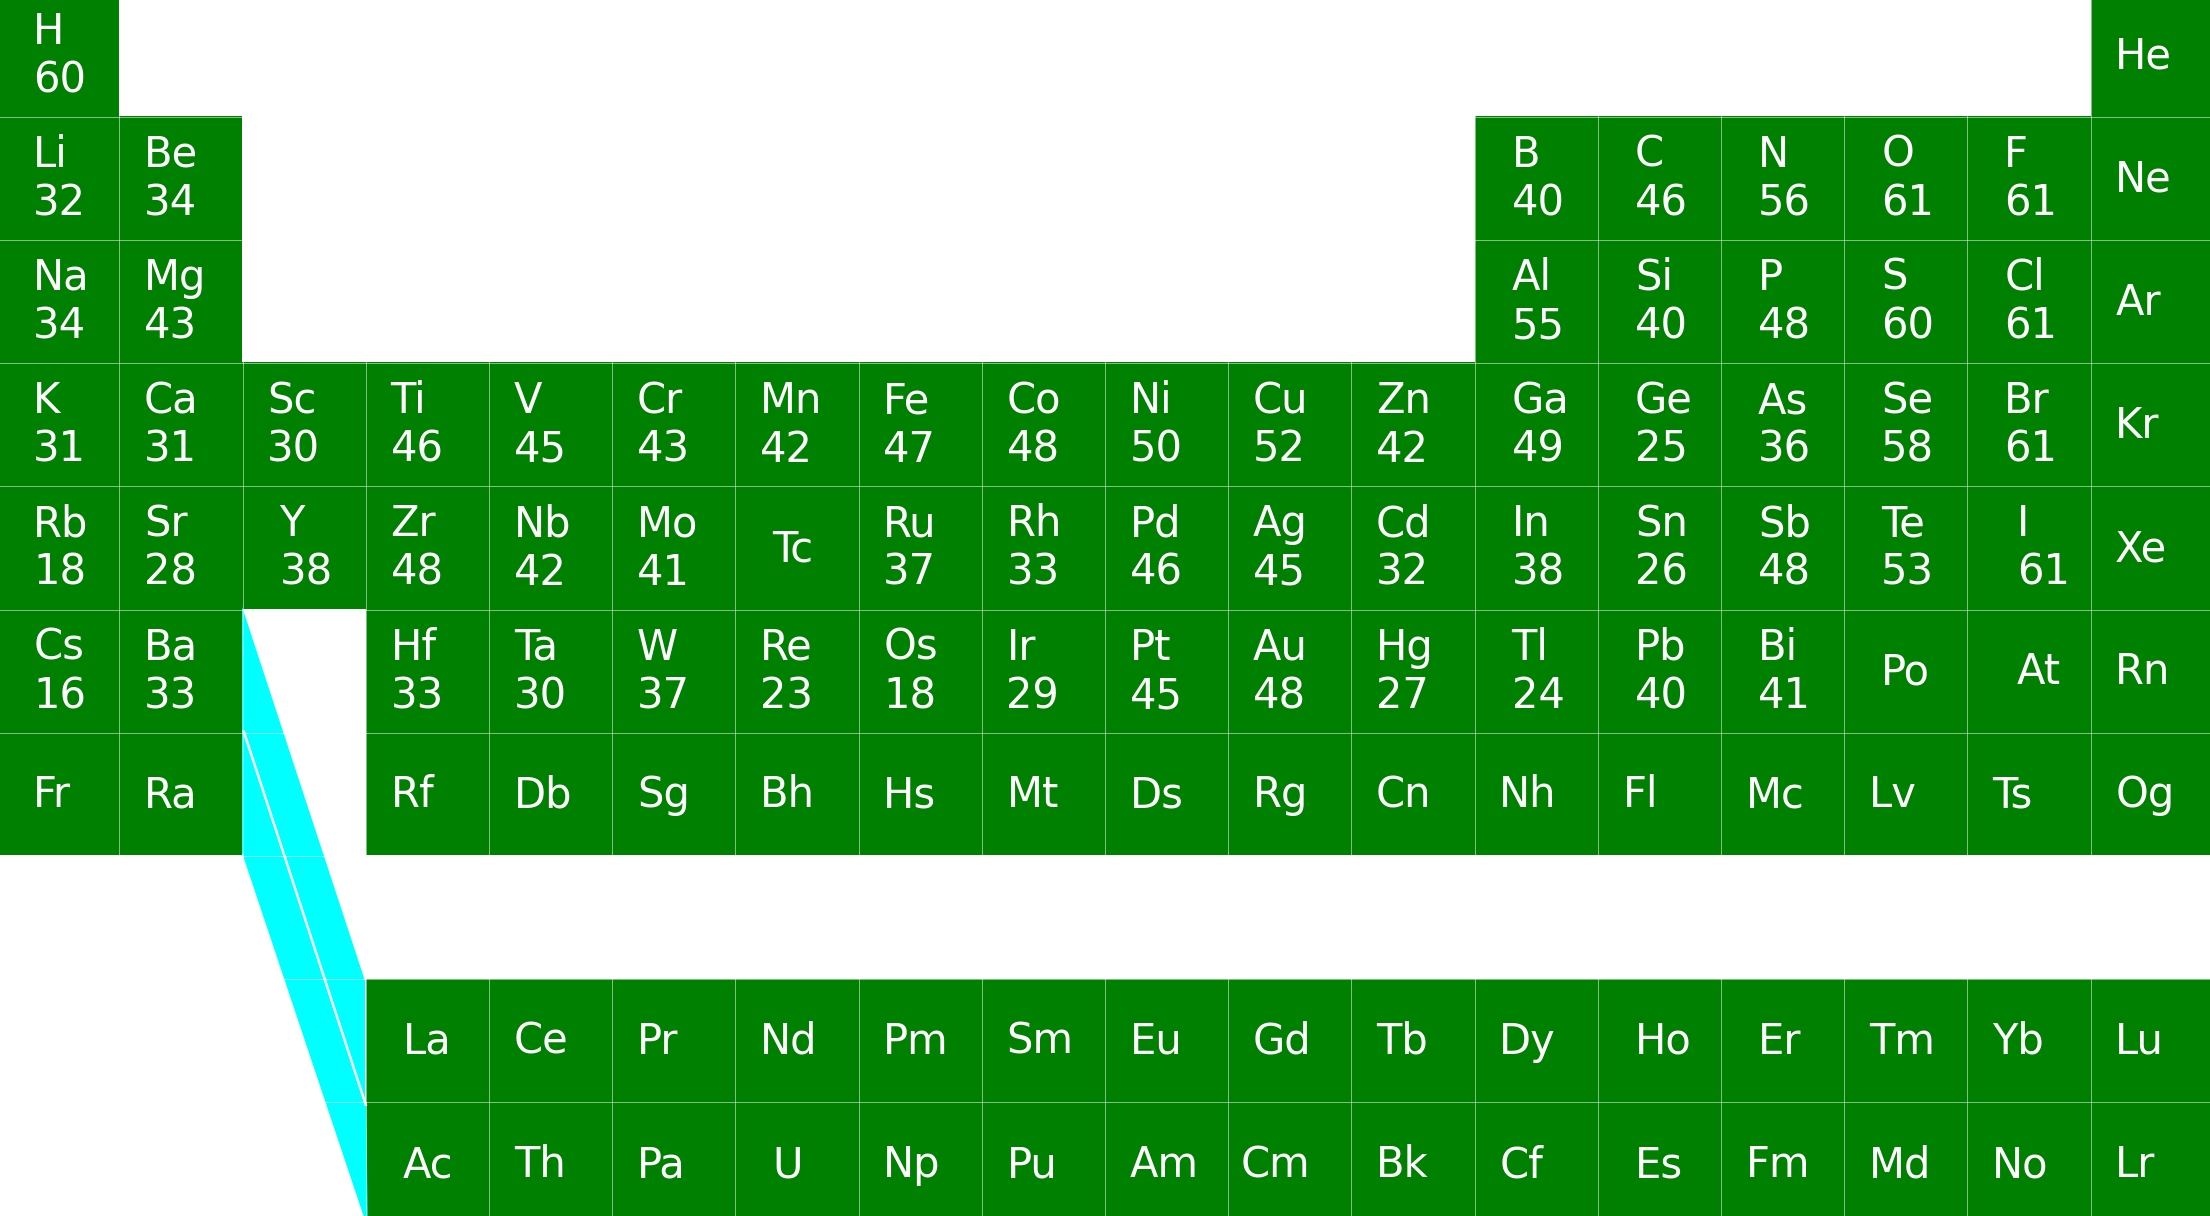 H
60
He
Li
32
Be
34
B
40
C
46
N
56
O
61
F
61
Ne
Na
34
Mg
43
Al
55
Si
40
P
48
S
60
Cl
61
Ar
K
31
Ca
31
Sc
30
Ti
46
V
45
Cr
43
Mn
42
Fe
47
Co
48
Ni
50
Cu
52
Zn
42
Ga
49
Ge
25
As
36
Se
58
Br
61
Kr
Rb
18
Sr
28
Y
38
Zr
48
Nb
42
Mo
41
Tc
Ru
37
Rh
33
Pd
46
Ag
45
Cd
32
In
38
Sn
26
Sb
48
Te
53
I
61
Xe
Cs
16
Ba
33
Hf
33
Ta
30
W
37
Re
23
Os
18
Ir
29
Pt
45
Au
48
Hg
27
Tl
24
Pb
40
Bi
41
Po
At
Rn
Fr
Ra
Rf
Db
Sg
Bh
Hs
Mt
Ds
Rg
Cn
Nh
Fl
Mc
Lv
Ts
Og
La
Ce
Pr
Nd
Pm
Sm
Eu
Gd
Tb
Dy
Ho
Er
Tm
Yb
Lu
Ac
Th
Pa
U
Np
Pu
Am
Cm
Bk
Cf
Es
Fm
Md
No
Lr